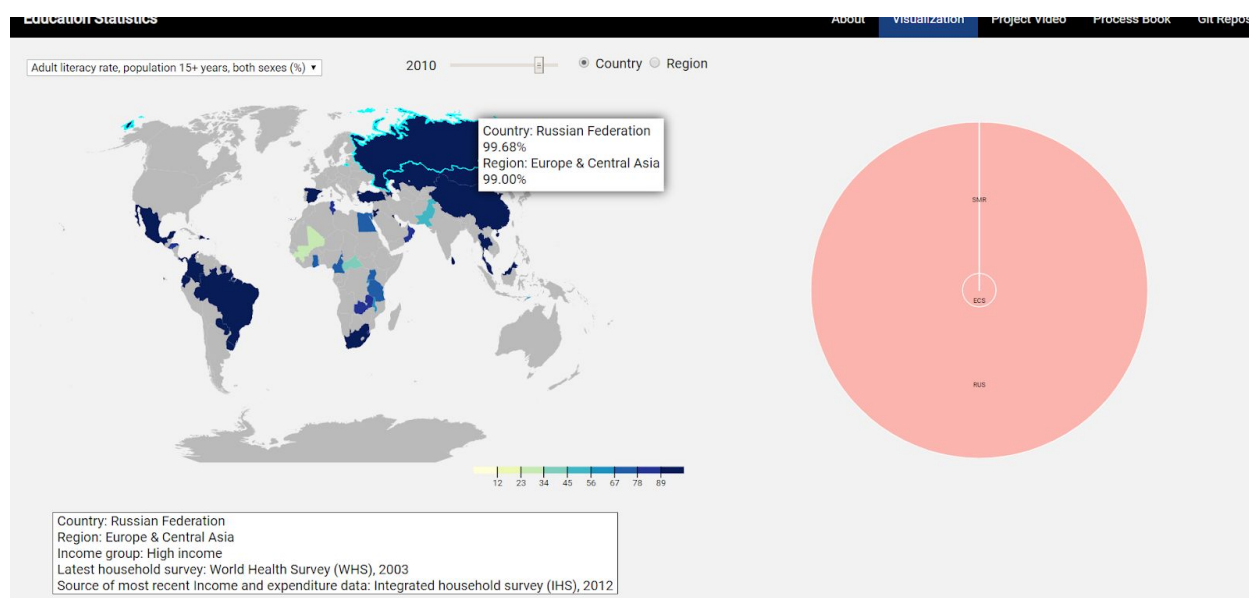 Education Statistics
About Visualization Project Video Process Book Git Repos
Adult literacy rate, population 15+ years, both sexes (%)
2010
Country Region
Country: Russian Federation
99.68%
Region: Europe & Central Asia
99.00%
SMR
ECS
RUS
12 23 34 45 56 67 78 89
Country: Russian Federation
Region: Europe & Central Asia
Income group: High income
Latest household survey: World Health Survey (WHS), 2003
Source of most recent Income and expenditure data: Integrated household survey (IHS), 2012